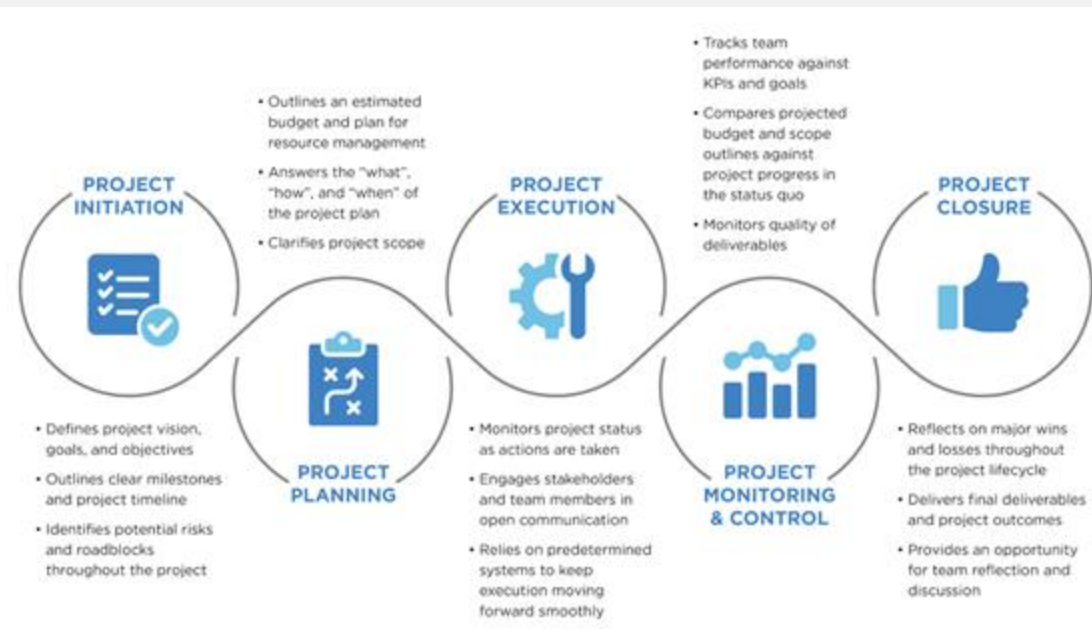 PROJECT
INITIATION
• Defines project vision,
goals, and objectives
• Outlines clear milestones
and project timeline
• Identifies potential risks
and roadblocks
throughout the project
• Outlines an estimated
budget and plan for
resource management
• Answers the "what",
"how", and "when" of
the project plan
• Clarifies project scope
PROJECT
PLANNING
PROJECT
EXECUTION
• Monitors project status
as actions are taken
• Engages stakeholders
and team members in
open communication
• Relies on predetermined
systems to keep
execution moving
forward smoothly
• Tracks team
performance against
KPIs and goals
• Compares projected
budget and scope
outlines against
project progress in
the status quo
• Monitors quality of
deliverables
PROJECT
MONITORING
& CONTROL
PROJECT
CLOSURE
• Reflects on major wins
and losses throughout
the project lifecycle
• Delivers final deliverables
and project outcomes
• Provides an opportunity
for team reflection and
discussion